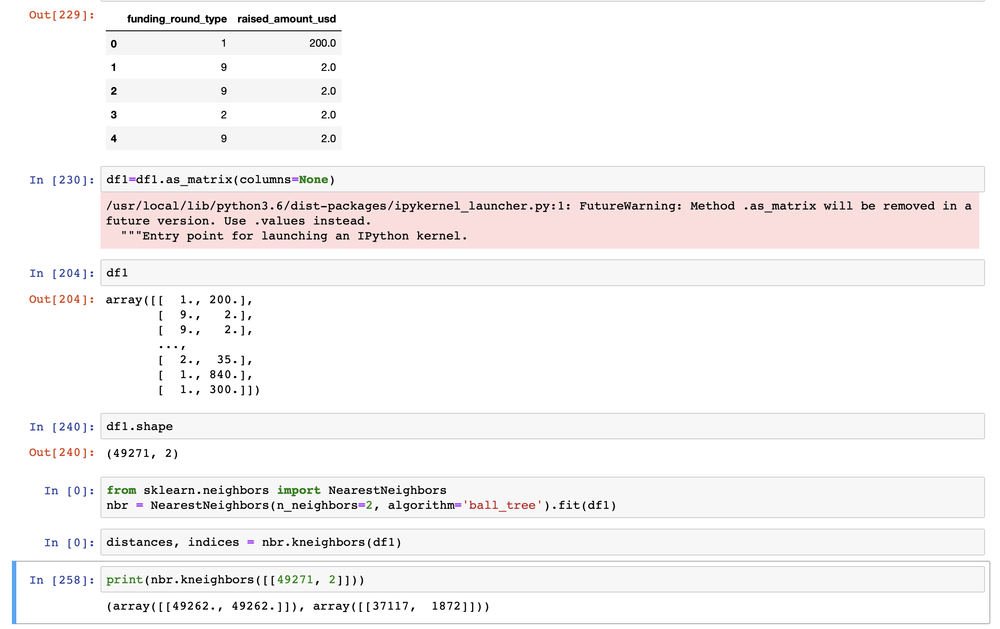 Out[229]:
funding_round_type raised_amount_usd
0 1 200.0
1 9 2.0
2 9 2.0
3 2 2.0
4 9 2.0
In [230]: df1=df1.as_matrix(columns=None)
/usr/local/lib/python3.6/dist-packages/ipykernel_launcher.py:1: FutureWarning: Method .as_matrix will be removed in a
future version. Use .values instead.
  """Entry point for launching an IPython kernel.
In [204]: df1
Out[204]: array([[  1., 200.],
       [  9.,   2.],
       [  9.,   2.],
       ...,
       [  2.,  35.],
       [  1., 840.],
       [  1., 300.]])
In [240]: df1.shape
Out[240]: (49271, 2)
In [0]: from sklearn.neighbors import NearestNeighbors
nbr = NearestNeighbors(n_neighbors=2, algorithm='ball_tree').fit(df1)
In [0]: distances, indices = nbr.kneighbors(df1)
In [258]: print(nbr.kneighbors([[49271, 2]]))
(array([[49262., 49262.]]), array([[37117,  1872]]))